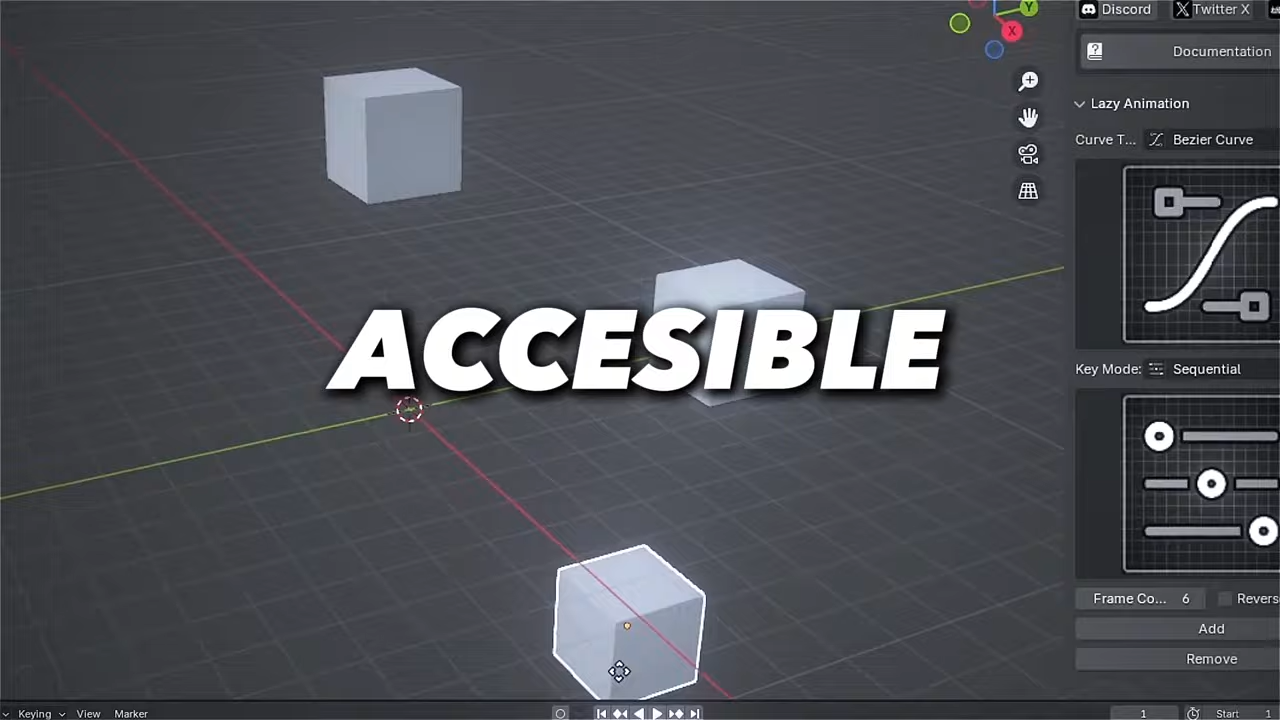 Y
Discord
Twitter X
X
Documentation
Lazy Animation
Curve T...
Bezier Curve
ACCESIBLE
Key Mode:
Sequential
Frame Co...
6
Revers
Add
Remove
Keying
View
Marker
1
Start
1